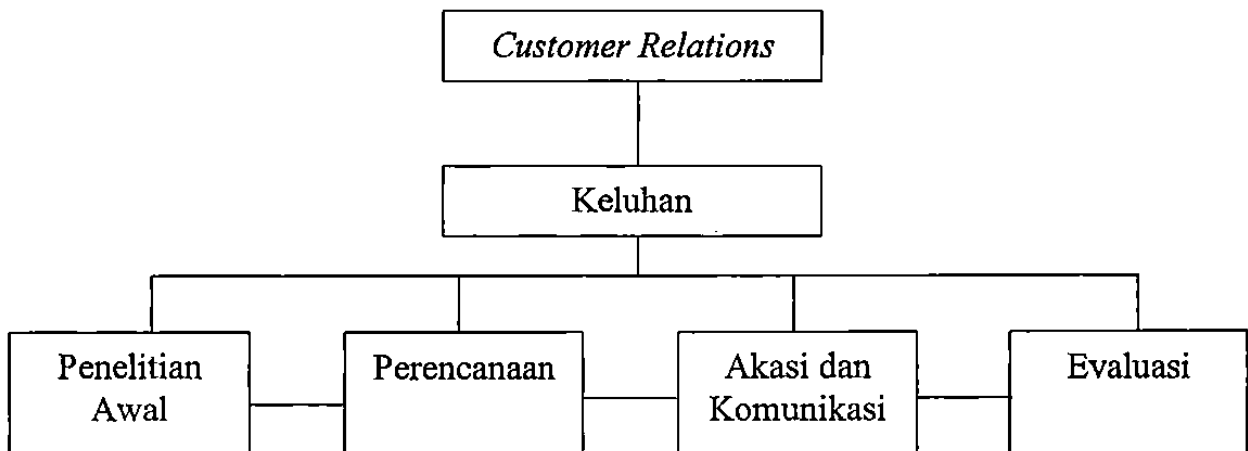 Customer Relations
Keluhan
Penelitian
Awal
Perencanaan
Akasi dan
Komunikasi
Evaluasi